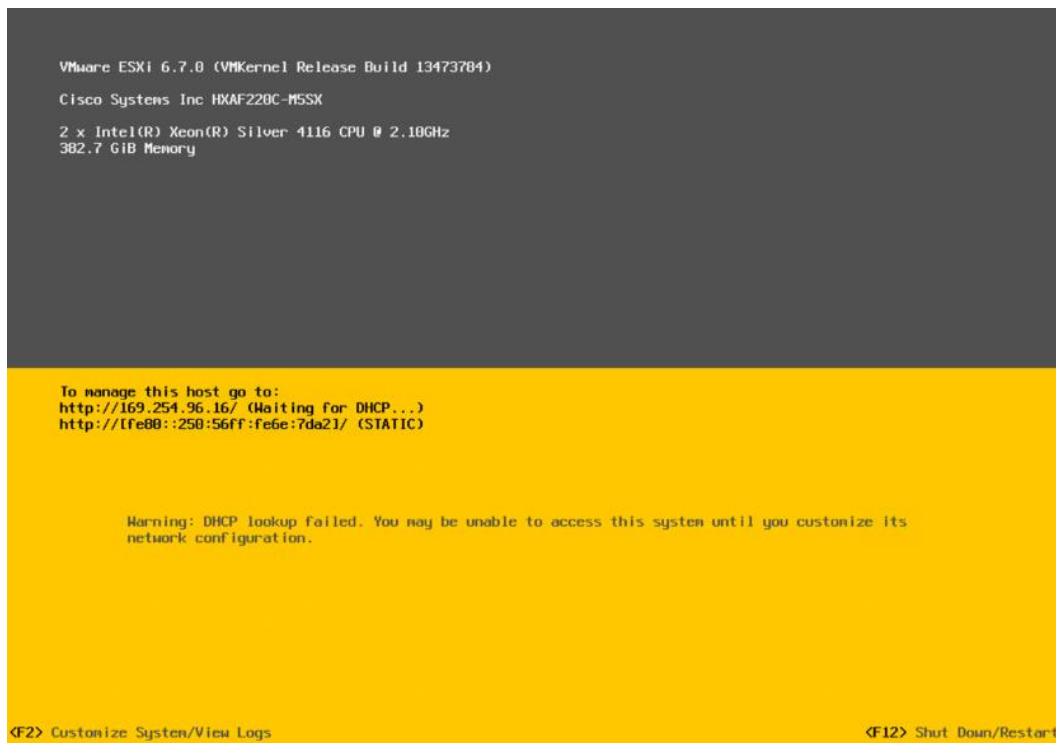 VMware ESXi 6.7.0 (VMKernel Release Build 13473784)
Cisco Systems Inc HXAF220C-M5SX
2 x Intel(R) Xeon(R) Silver 4116 CPU @ 2.10GHz
382.7 GiB Memory
To manage this host go to:
http://169.254.96.16/ (Waiting for DHCP...)
http://[fe80::250:56ff:fe6e:7da2]/ (STATIC)
Warning: DHCP lookup failed. You may be unable to access this system until you customize its
network configuration.
<F2> Customize System/View Logs
<F12> Shut Down/Restart